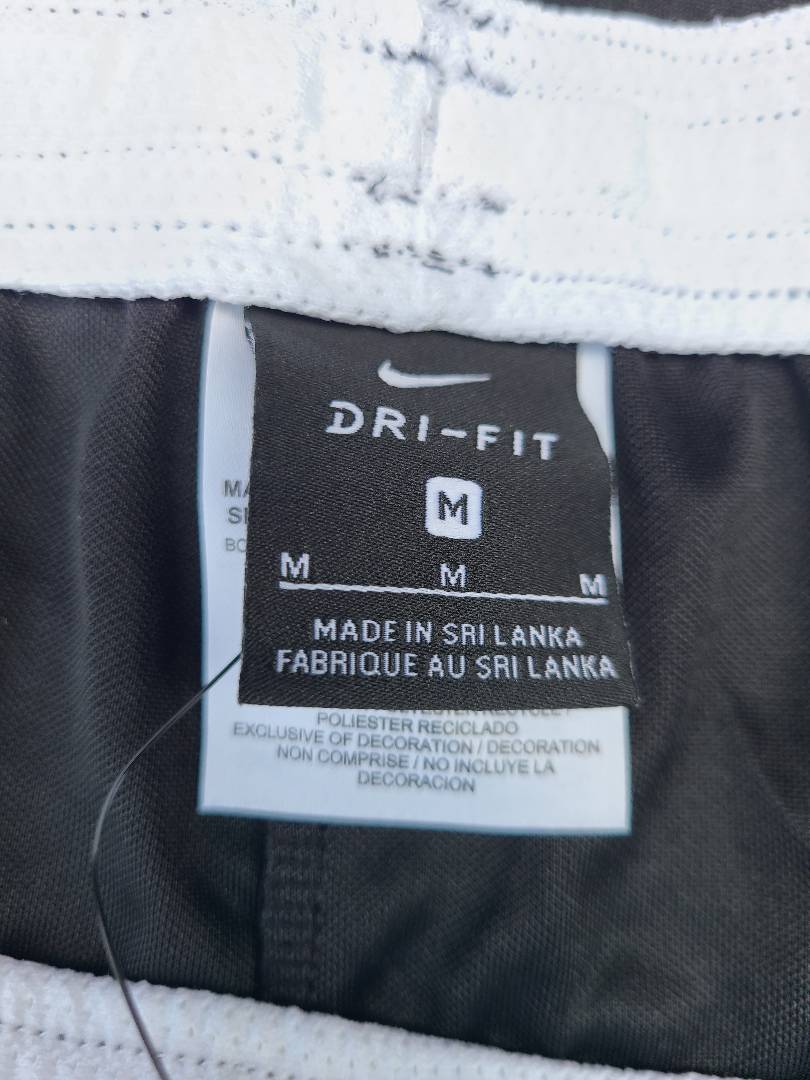 DRI-FIT
M
M M M
MADE IN SRI LANKA
FABRIQUE AU SRI LANKA
POLIESTER RECICLADO
EXCLUSIVE OF DECORATION / DECORATION
NON COMPRISE / NO INCLUYE LA
DECORACION